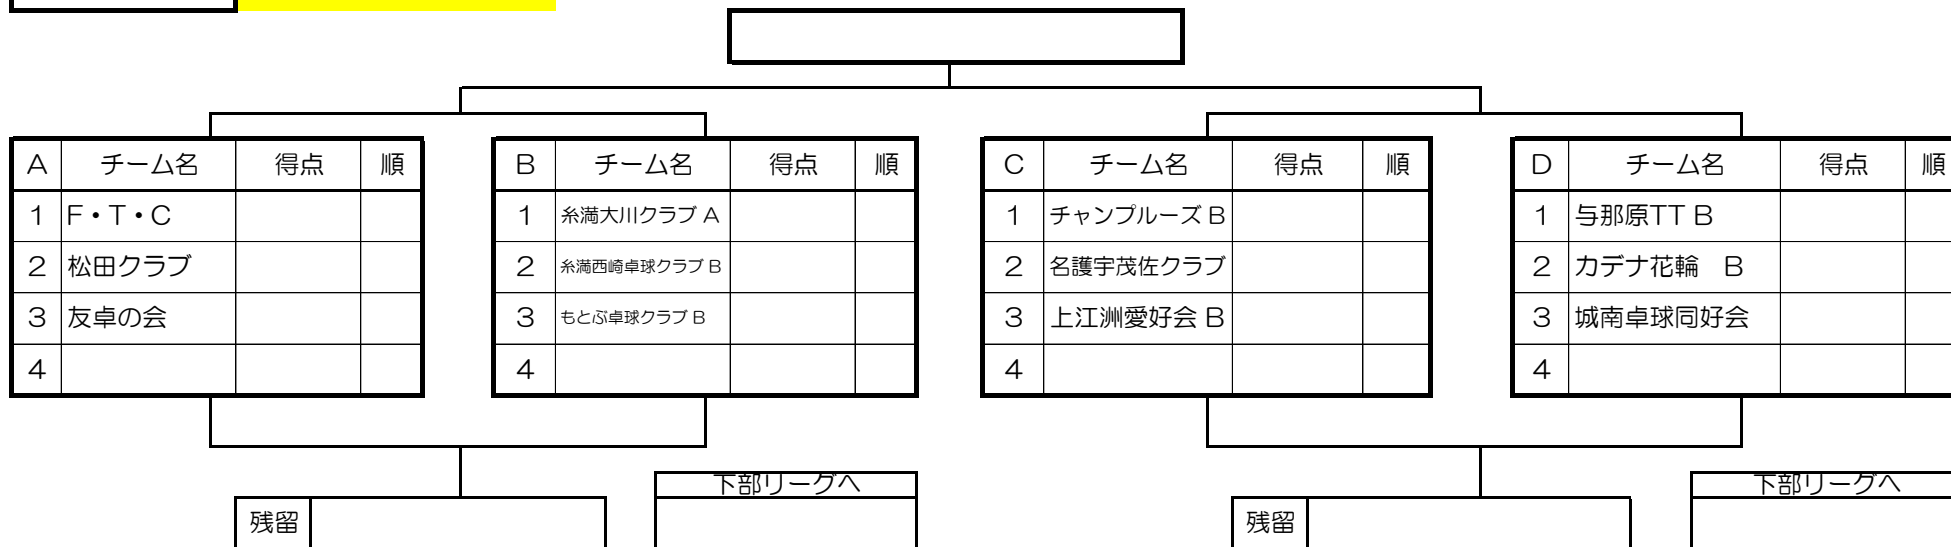 A チーム名 得点 順 B チーム名 得点 順 C チーム名 得点 順 D チーム名 得点 順
1 F・T・C 1 糸満大川クラブ A 1 チャンプルーズ B 1 与那原TT B
2 松田クラブ 2 糸満西崎卓球クラブ B 2 名護宇茂佐クラブ 2 カデナ花輪　B
3 友卓の会 3 もとぶ卓球クラブ B 3 上江洲愛好会 B 3 城南卓球同好会
4 4 4 4
下部リーグへ 下部リーグへ
残留 残留